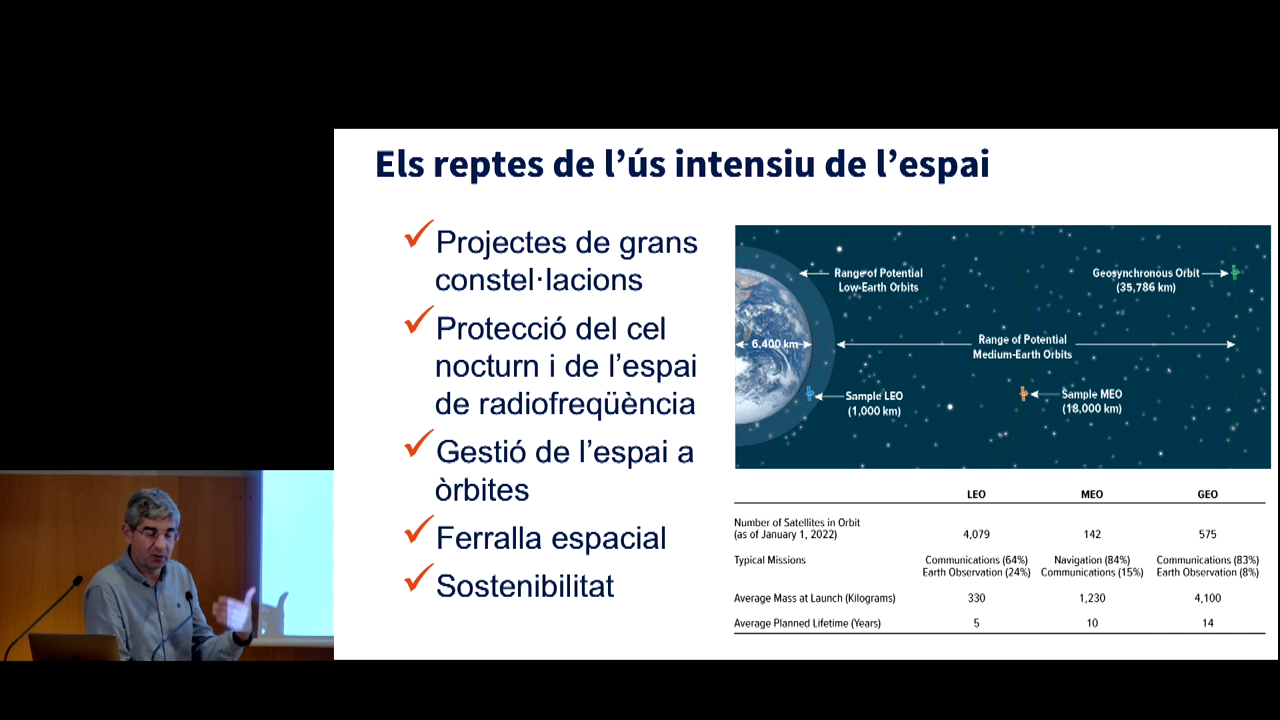 Els reptes de l’ús intensiu de l’espai
Projectes de grans
constel·lacions
Protecció del cel
nocturn i de l’espai
de radiofreqüència
Gestió de l’espai a
òrbites
Ferralla espacial
Sostenibilitat
Range of Potential
Low-Earth Orbits
Geosynchronous Orbit
(35,786 km)
6,400 km
Range of Potential
Medium-Earth Orbits
Sample LEO
(1,000 km)
Sample MEO
(18,000 km)
LEO MEO GEO
Number of Satellites in Orbit
(as of January 1, 2022) 4,079 142 575
Typical Missions Communications (64%) Navigation (84%) Communications (83%)
Earth Observation (24%) Communications (15%) Earth Observation (8%)
Average Mass at Launch (Kilograms) 330 1,230 4,100
Average Planned Lifetime (Years) 5 10 14